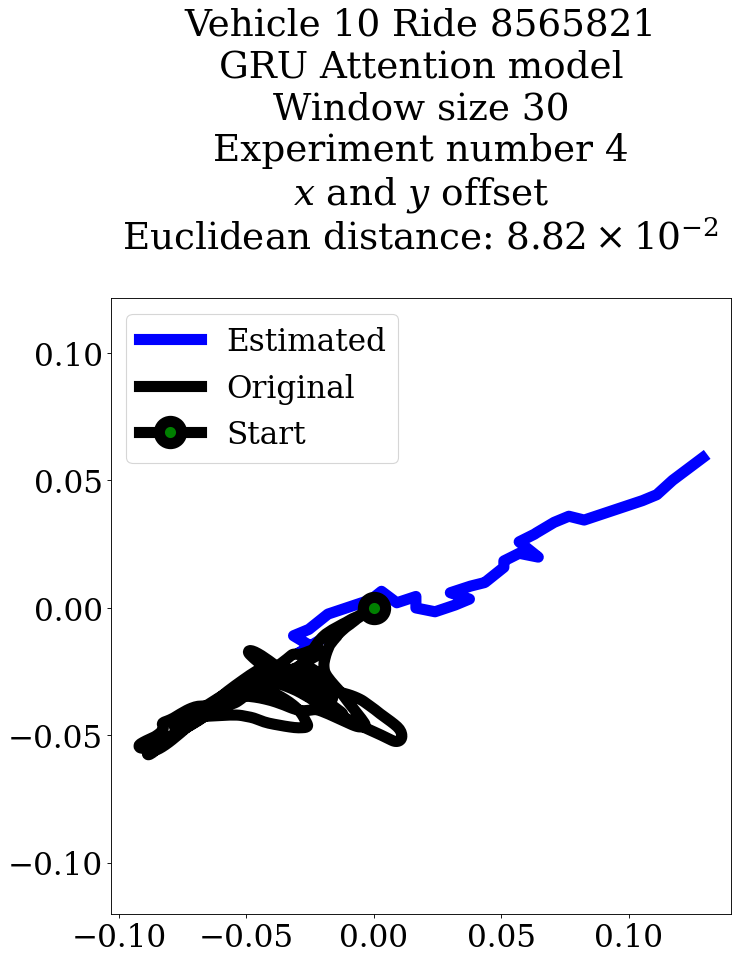 Vehicle 10 Ride 8565821
GRU Attention model
Window size 30
Experiment number 4
x and y offset
Euclidean distance: 8.82 × 10⁻²
Estimated
Original
Start
0.10
0.05
0.00
−0.05
−0.10
−0.10 −0.05 0.00 0.05 0.10